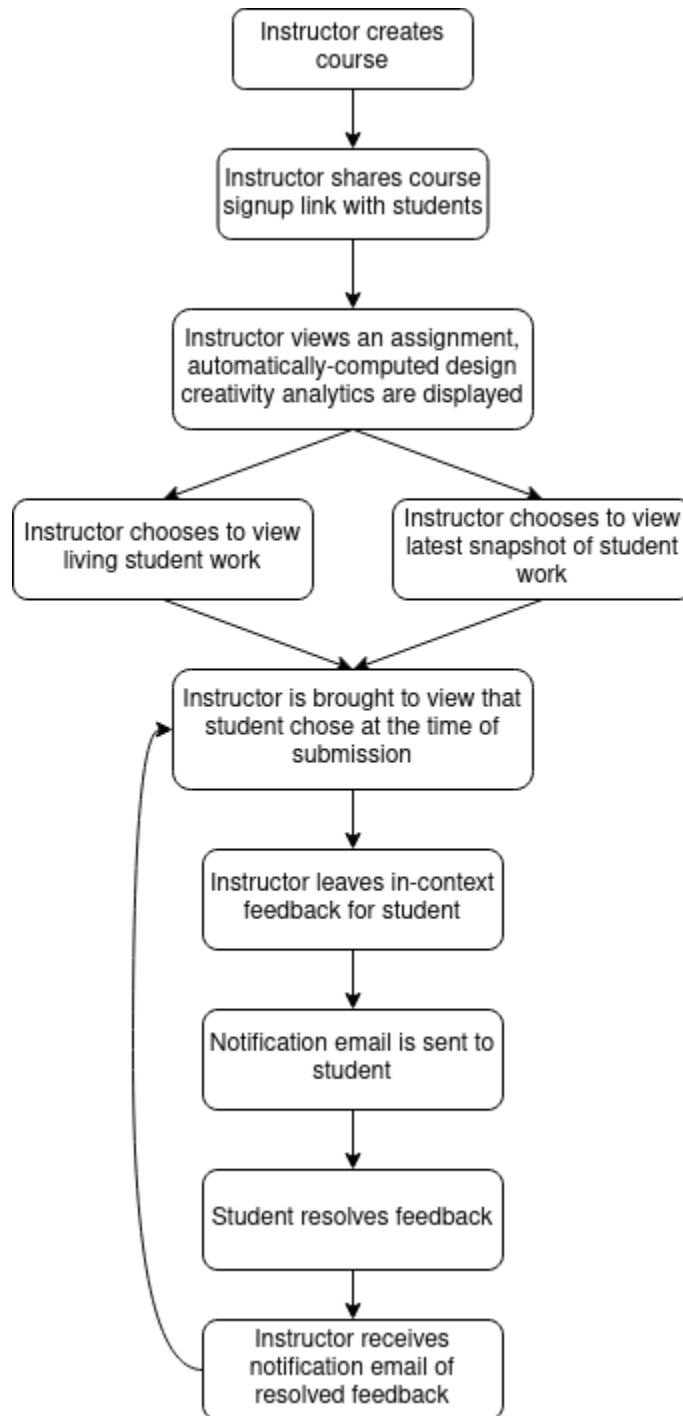 Instructor creates
course
Instructor shares course
signup link with students
Instructor views an assignment,
automatically-computed design
creativity analytics are displayed
Instructor chooses to view
living student work
Instructor chooses to view
latest snapshot of student
work
Instructor is brought to view that
student chose at the time of
submission
Instructor leaves in-context
feedback for student
Notification email is sent to
student
Student resolves feedback
Instructor receives
notification email of
resolved feedback